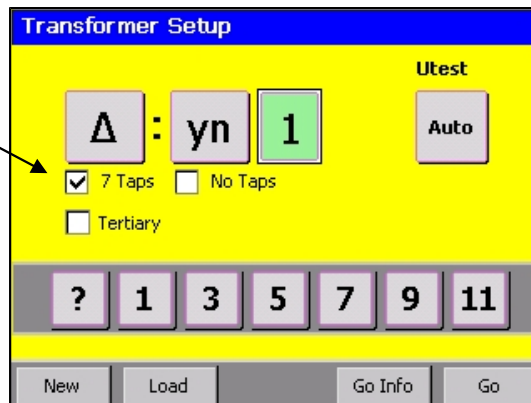 Transformer Setup
Utest
Δ : yn 1 Auto
7 Taps No Taps
Tertiary
? 1 3 5 7 9 11
New Load Go Info Go